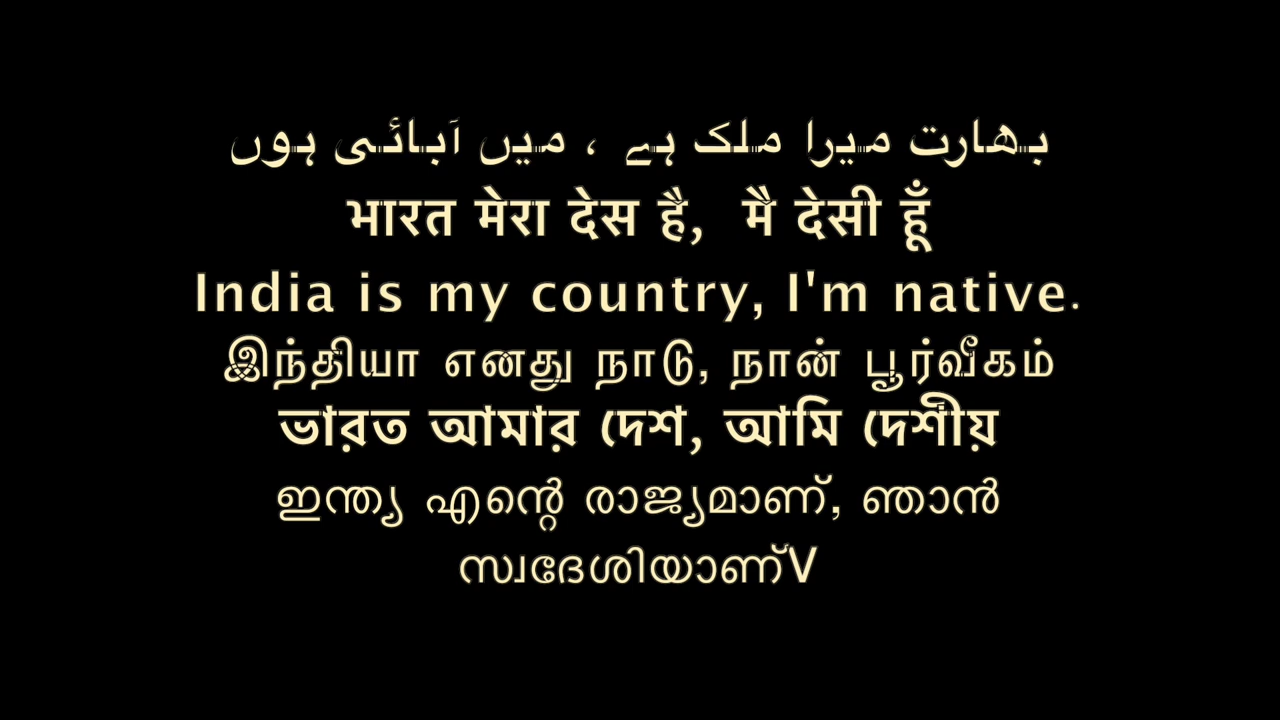 بھارت میرا ملک ہے ، میں آبائی ہوں
भारत मेरा देस है, मै देसी हूँ
India is my country, I'm native.
இந்தியா எனது நாடு, நான் பூர்வீகம்
ভারত আমার দেশ, আমি দেশীয়
ഇന്ത്യ എന്റെ രാജ്യമാണ്, ഞാൻ
സ്വദേശിയാണ്V